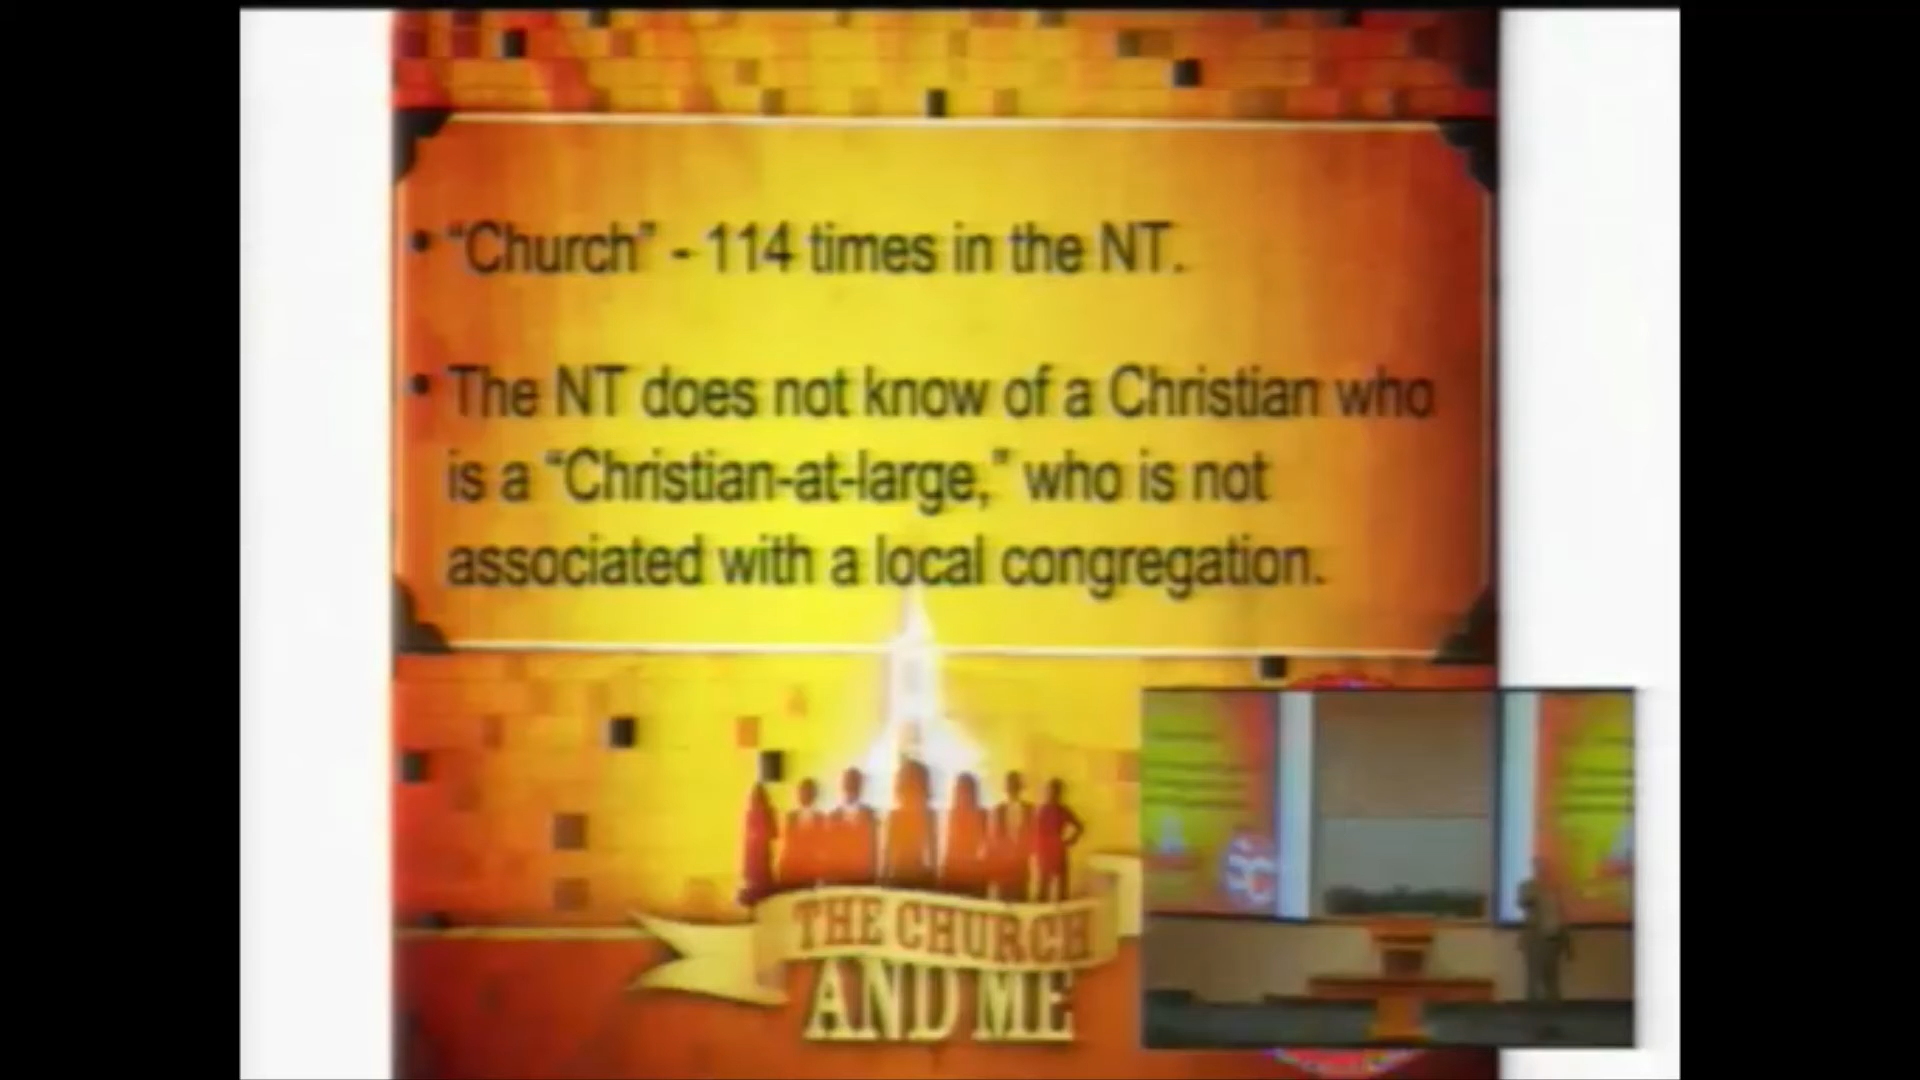 • “Church” - 114 times in the NT.
• The NT does not know of a Christian who
is a “Christian-at-large,” who is not
associated with a local congregation.
THE CHURCH
AND ME